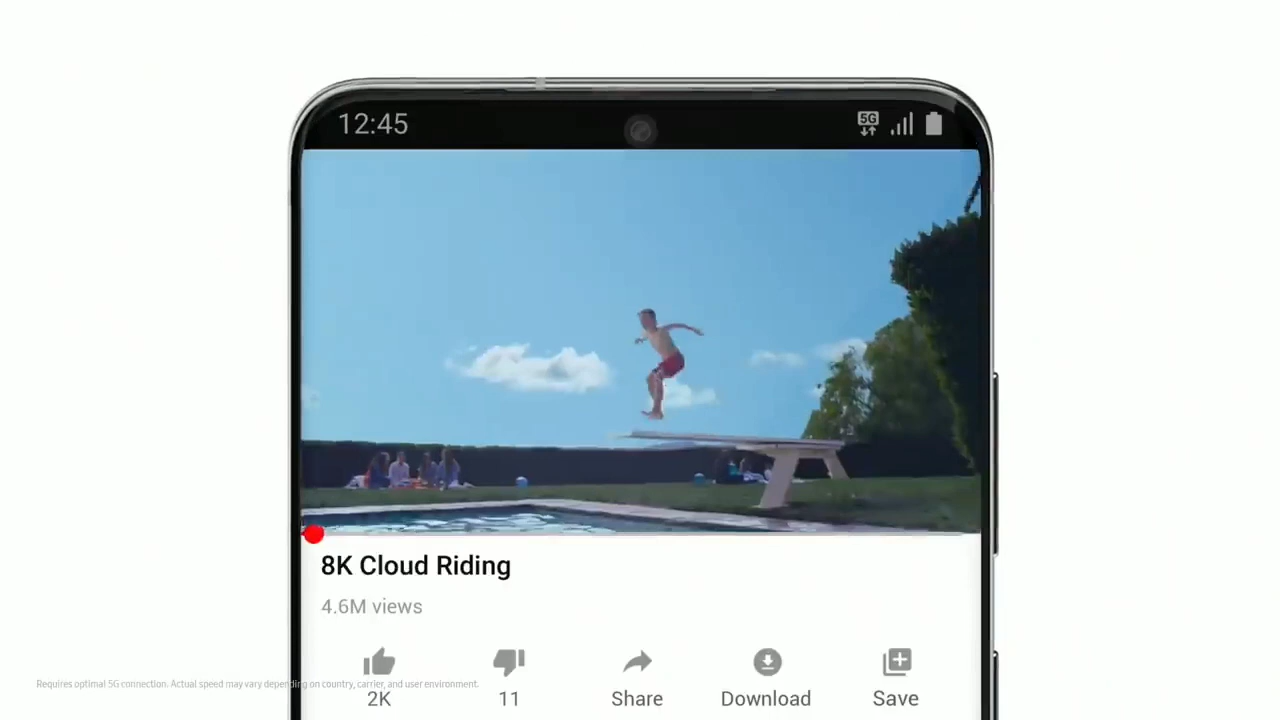 12:45
5G
8K Cloud Riding
4.6M views
2K
11
Share
Download
Save
Requires optimal 5G connection. Actual speed may vary depending on country, carrier, and user environment.